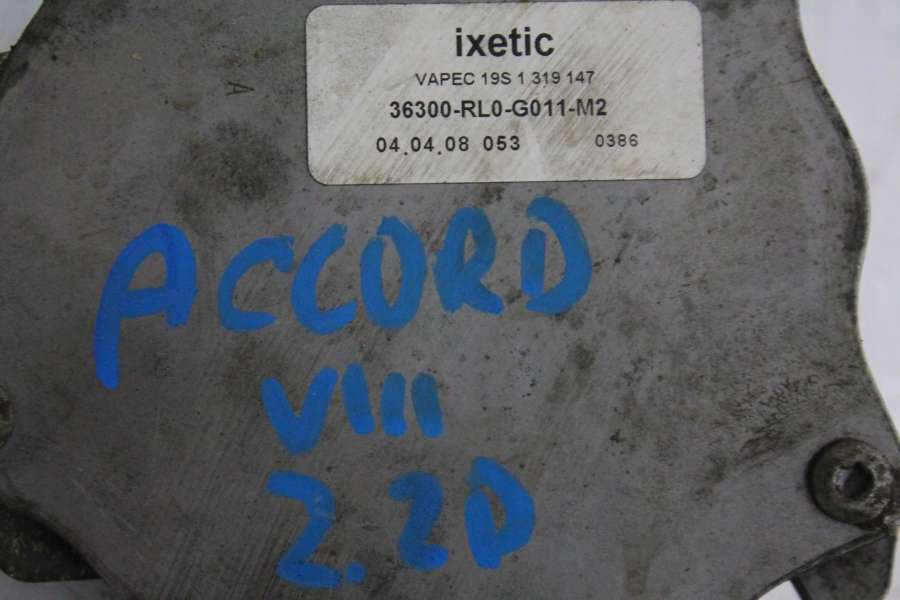 ixetic
VAPEC 19S 1 319 147
36300-RL0-G011-M2
04.04.08 053 0386
A
ACCORD
VIII
2.2D